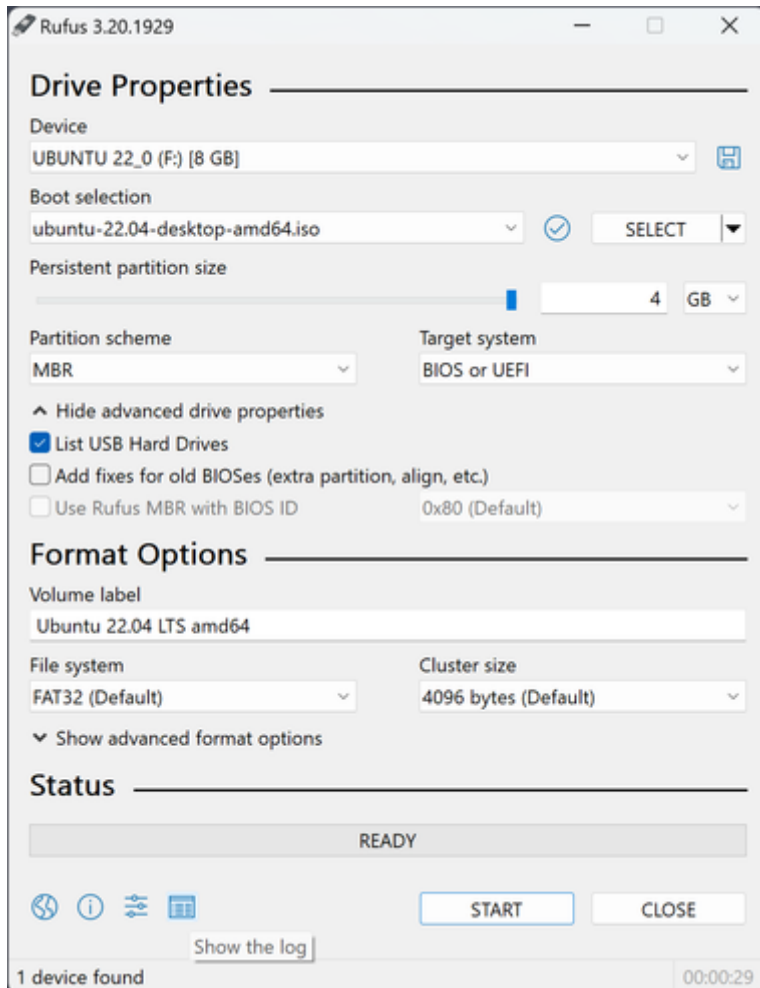 Rufus 3.20.1929
Drive Properties
Device
UBUNTU 22_0 (F:) [8 GB]
Boot selection
ubuntu-22.04-desktop-amd64.iso
SELECT
Persistent partition size
4 GB
Partition scheme Target system
MBR BIOS or UEFI
Hide advanced drive properties
List USB Hard Drives
Add fixes for old BIOSes (extra partition, align, etc.)
Use Rufus MBR with BIOS ID 0x80 (Default)
Format Options
Volume label
Ubuntu 22.04 LTS amd64
File system Cluster size
FAT32 (Default) 4096 bytes (Default)
Show advanced format options
Status
READY
START CLOSE
Show the log
1 device found 00:00:29